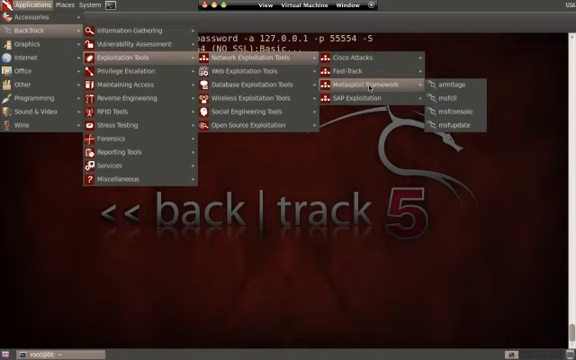 Applications Places System
View Virtual Machine Window
USA
password -a 127.0.0.1 -p 55554 -S
(NO SSL):Basic...
Accessories
BackTrack
Graphics
Internet
Office
Other
Programming
Sound & Video
Wine
Information Gathering
Vulnerability Assessment
Exploitation Tools
Privilege Escalation
Maintaining Access
Reverse Engineering
RFID Tools
Stress Testing
Forensics
Reporting Tools
Services
Miscellaneous
Network Exploitation Tools
Web Exploitation Tools
Database Exploitation Tools
Wireless Exploitation Tools
Social Engineering Tools
Open Source Exploitation
Cisco Attacks
Fast-Track
Metasploit Framework
SAP Exploitation
armitage
msfcli
msfconsole
msfupdate
<< back | track 5
root@bt: ~